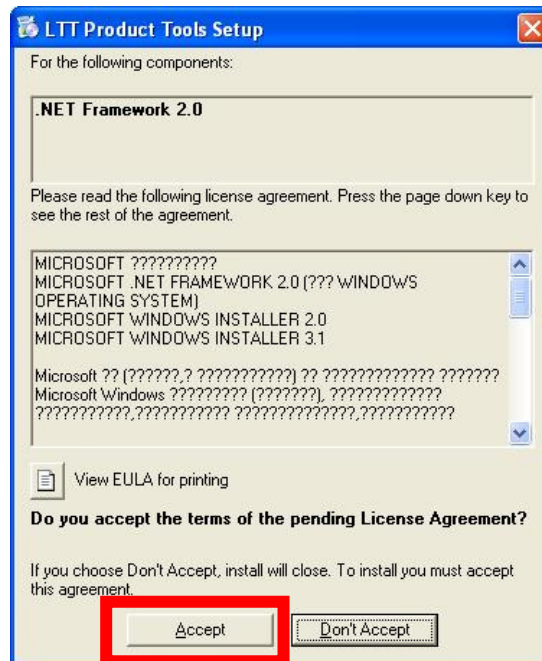 LTT Product Tools Setup
For the following components:
.NET Framework 2.0
Please read the following license agreement. Press the page down key to
see the rest of the agreement.
MICROSOFT ??????????
MICROSOFT .NET FRAMEWORK 2.0 (??? WINDOWS
OPERATING SYSTEM)
MICROSOFT WINDOWS INSTALLER 2.0
MICROSOFT WINDOWS INSTALLER 3.1
Microsoft ?? (??????,? ???????????) ?? ????????????? ???????
Microsoft Windows ????????? (???????), ?????????????
???????????,??????????? ??????????????,???????????
View EULA for printing
Do you accept the terms of the pending License Agreement?
If you choose Don't Accept, install will close. To install you must accept
this agreement.
Accept Don't Accept